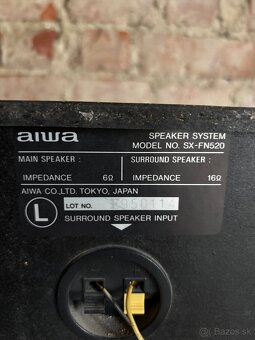 aiwa
SPEAKER SYSTEM
MODEL NO. SX-FN520
MAIN SPEAKER :
SURROUND SPEAKER :
IMPEDANCE 6Ω
IMPEDANCE 16Ω
AIWA CO.,LTD. TOKYO, JAPAN
L
LOT NO.
SURROUND SPEAKER INPUT
bazos.sk